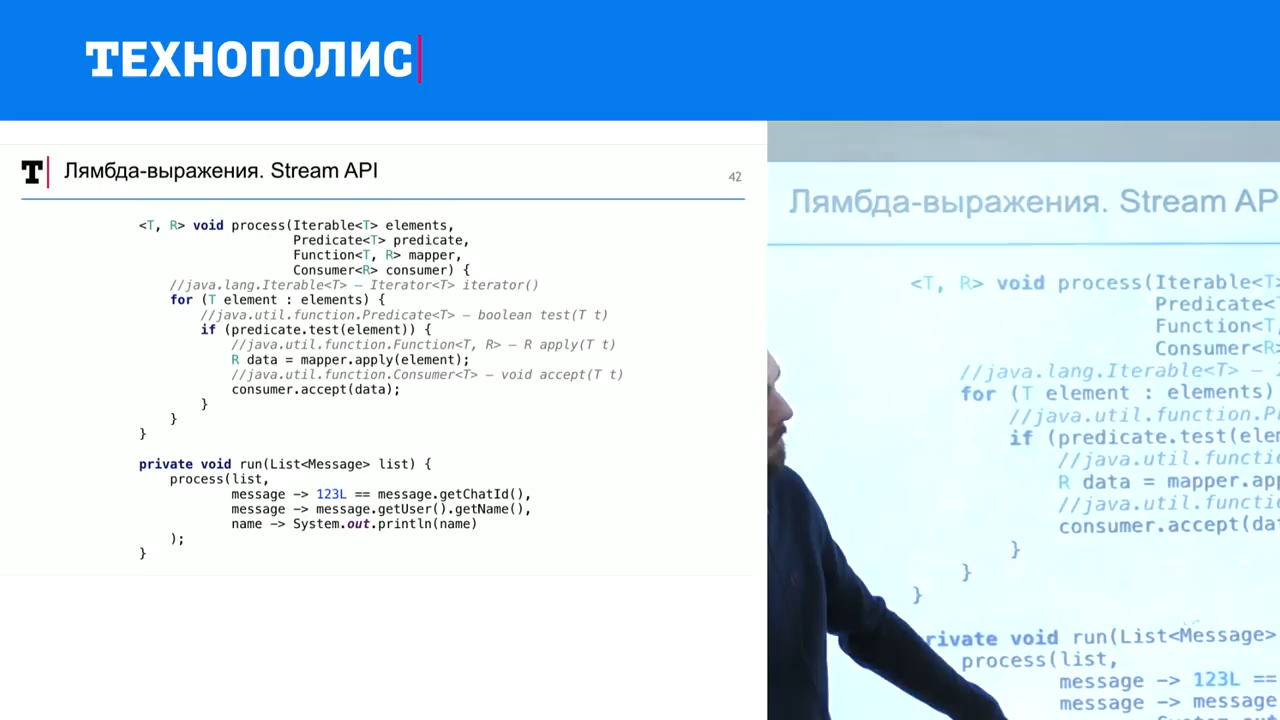 ТЕХНОПОЛИС
T
Лямбда-выражения. Stream API
42
<T, R> void process(Iterable<T> elements,
Predicate<T> predicate,
Function<T, R> mapper,
Consumer<R> consumer) {
//java.lang.Iterable<T> – Iterator<T> iterator()
for (T element : elements) {
//java.util.function.Predicate<T> – boolean test(T t)
if (predicate.test(element)) {
//java.util.function.Function<T, R> – R apply(T t)
R data = mapper.apply(element);
//java.util.function.Consumer<T> – void accept(T t)
consumer.accept(data);
}
}
}
private void run(List<Message> list) {
process(list,
message -> 123L == message.getChatId(),
message -> message.getUser().getName(),
name -> System.out.println(name)
);
}
Лямбда-выражения. Stream AP
<T, R> void process(Iterable<T>
Predicate<
Function<T,
Consumer<R>
//java.lang.Iterable<T> –
for (T element : elements)
//java.util.function.P
if (predicate.test(elem
//java.util.functio
R data = mapper.app
//java.util.functio
consumer.accept(dat
}
}
}
rivate void run(List<Message>
process(list,
message -> 123L ==
message -> message